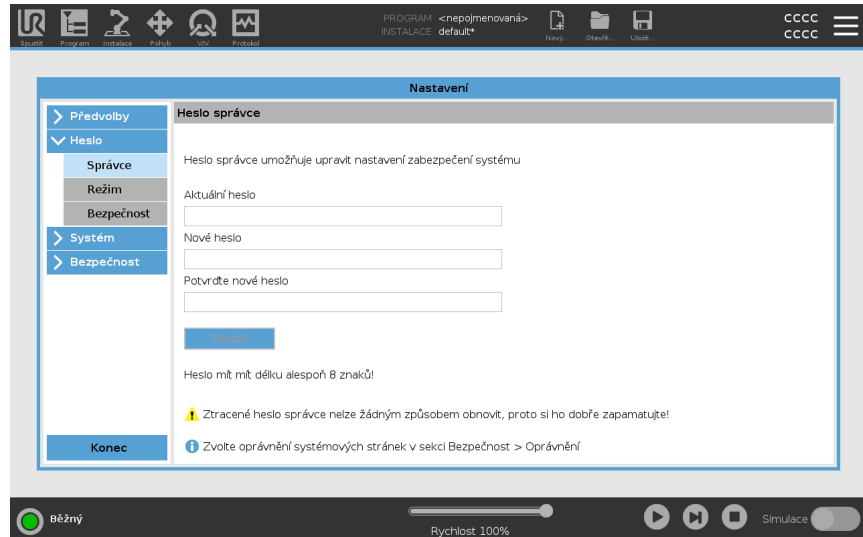 PROGRAM <nepojmenovaná>
INSTALACE default*
Spustit Program Instalace Pohyb V/V Protokol Nový... Otevřít... Uložit...
cccc
cccc
Nastavení
Předvolby
Heslo
Správce
Režim
Bezpečnost
Systém
Bezpečnost
Konec
Heslo správce
Heslo správce umožňuje upravit nastavení zabezpečení systému
Aktuální heslo
Nové heslo
Potvrďte nové heslo
Použít
Heslo mít mít délku alespoň 8 znaků!
Ztracené heslo správce nelze žádným způsobem obnovit, proto si ho dobře zapamatujte!
Zvolte oprávnění systémových stránek v sekci Bezpečnost > Oprávnění
Běžný
Rychlost 100%
Simulace